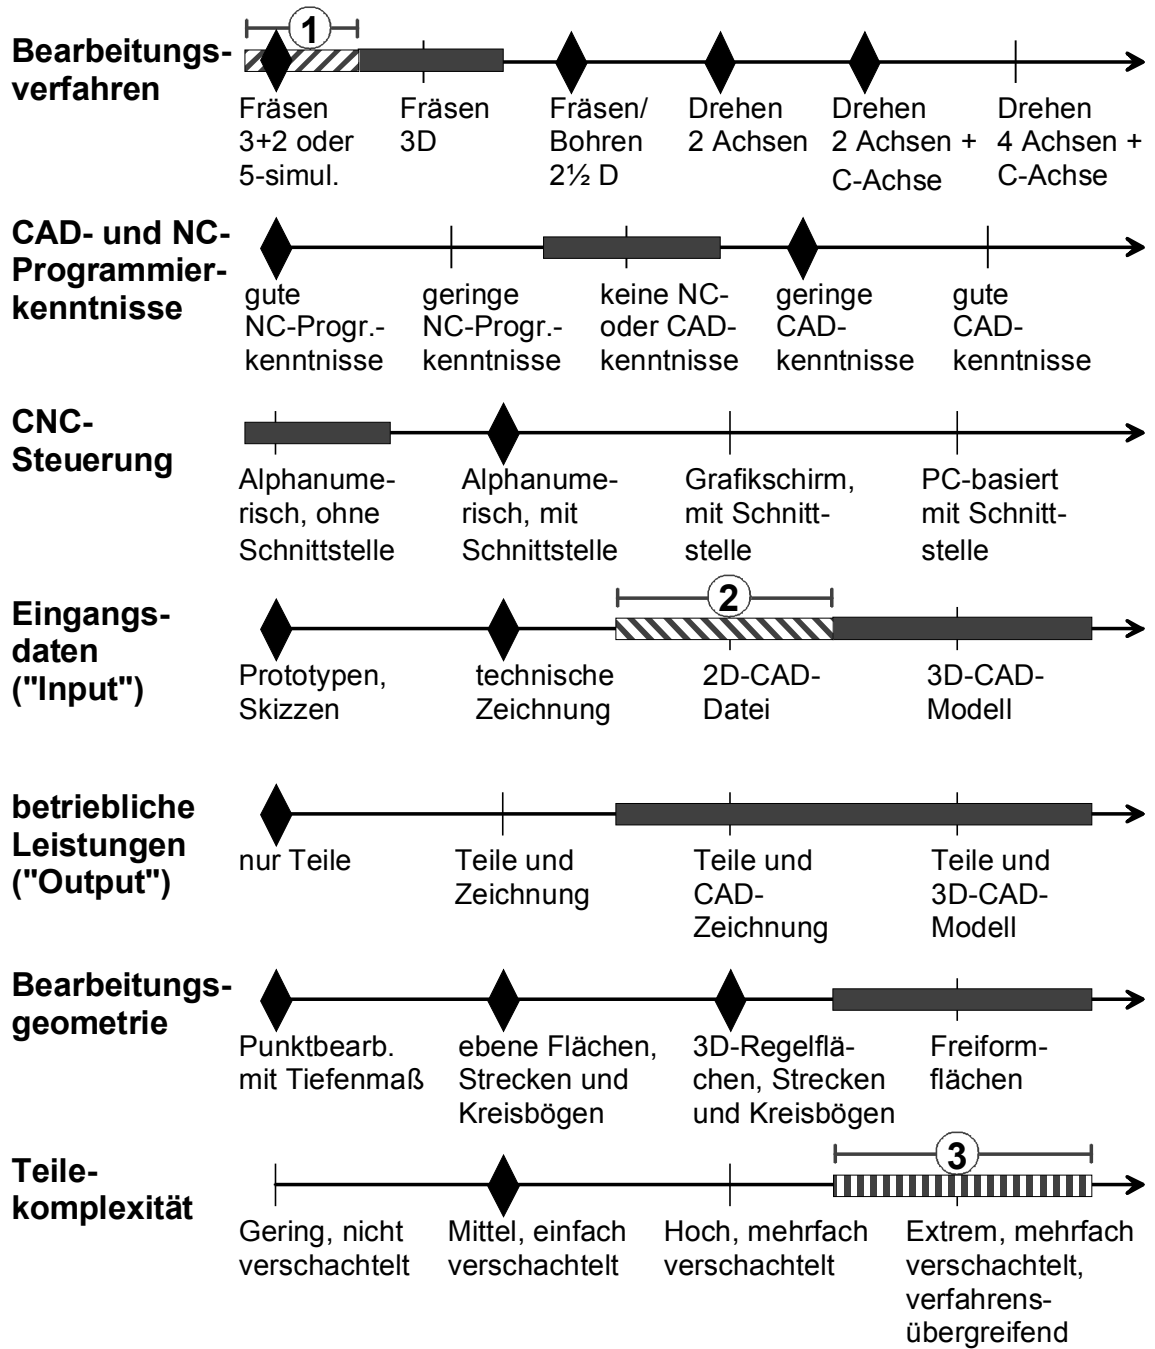 1
Bearbeitungs-
verfahren
Fräsen
3+2 oder
5-simul.
Fräsen
3D
Fräsen/
Bohren
2½ D
Drehen
2 Achsen
Drehen
2 Achsen +
C-Achse
Drehen
4 Achsen +
C-Achse
CAD- und NC-
Programmier-
kenntnisse
gute
NC-Progr.-
kenntnisse
geringe
NC-Progr.-
kenntnisse
keine NC-
oder CAD-
kenntnisse
geringe
CAD-
kenntnisse
gute
CAD-
kenntnisse
CNC-
Steuerung
Alphanume-
risch, ohne
Schnittstelle
Alphanume-
risch, mit
Schnittstelle
Grafikschirm,
mit Schnitt-
stelle
PC-basiert
mit Schnitt-
stelle
2
Eingangs-
daten
("Input")
Prototypen,
Skizzen
technische
Zeichnung
2D-CAD-
Datei
3D-CAD-
Modell
betriebliche
Leistungen
("Output")
nur Teile
Teile und
Zeichnung
Teile und
CAD-
Zeichnung
Teile und
3D-CAD-
Modell
Bearbeitungs-
geometrie
Punktbearb.
mit Tiefenmaß
ebene Flächen,
Strecken und
Kreisbögen
3D-Regelflä-
chen, Strecken
und Kreisbögen
Freiform-
flächen
3
Teile-
komplexität
Gering, nicht
verschachtelt
Mittel, einfach
verschachtelt
Hoch, mehrfach
verschachtelt
Extrem, mehrfach
verschachtelt,
verfahrens-
übergreifend